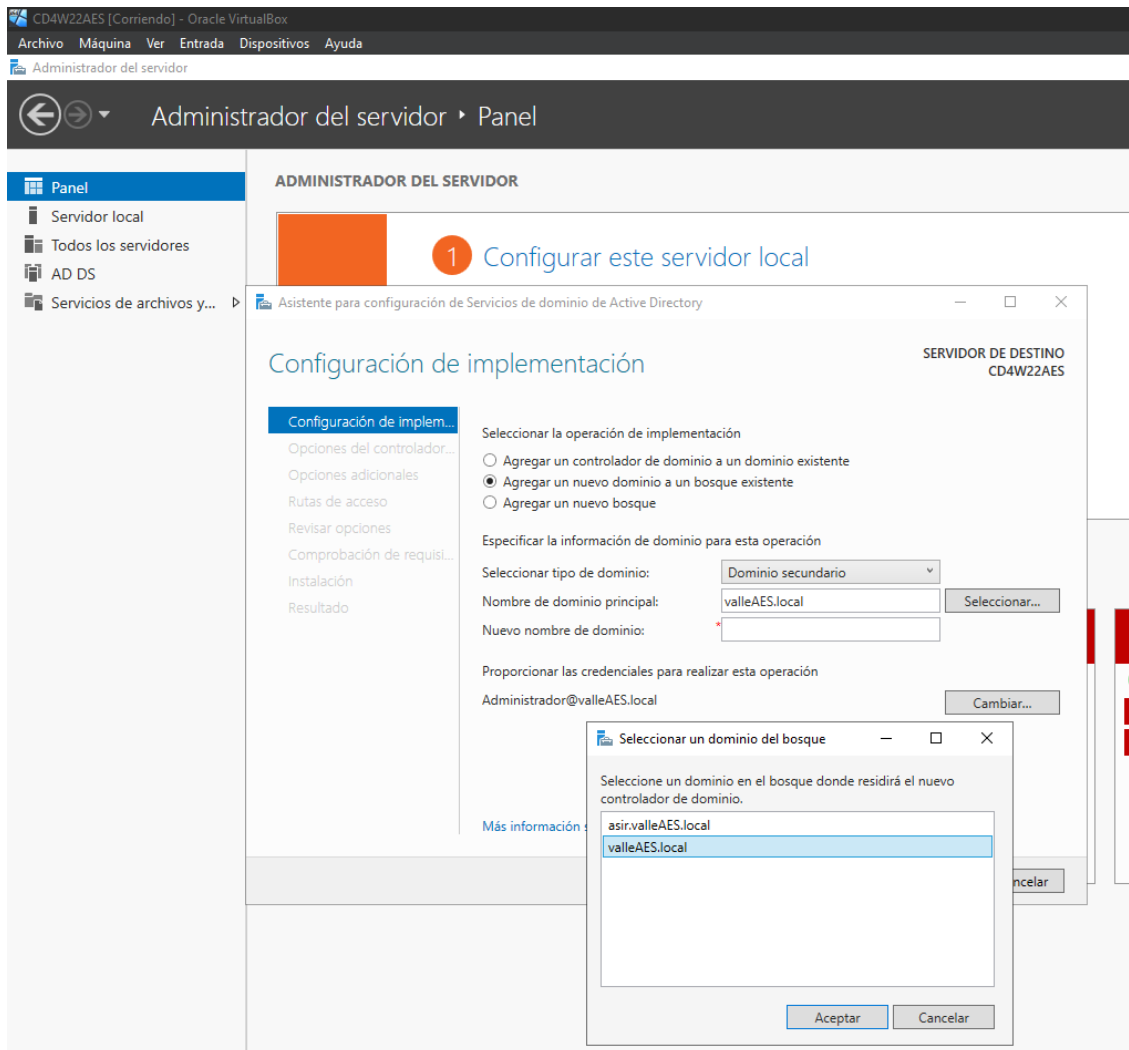 CD4W22AES [Corriendo] - Oracle VirtualBox
Archivo Máquina Ver Entrada Dispositivos Ayuda
Administrador del servidor
Administrador del servidor ‣ Panel
Panel
Servidor local
Todos los servidores
AD DS
Servicios de archivos y...
ADMINISTRADOR DEL SERVIDOR
1 Configurar este servidor local
Asistente para configuración de Servicios de dominio de Active Directory
Configuración de implementación
SERVIDOR DE DESTINO
CD4W22AES
Configuración de implem...
Opciones del controlador...
Opciones adicionales
Rutas de acceso
Revisar opciones
Comprobación de requisi...
Instalación
Resultado
Seleccionar la operación de implementación
Agregar un controlador de dominio a un dominio existente
Agregar un nuevo dominio a un bosque existente
Agregar un nuevo bosque
Especificar la información de dominio para esta operación
Seleccionar tipo de dominio: Dominio secundario
Nombre de dominio principal: valleAES.local Seleccionar...
Nuevo nombre de dominio: *
Proporcionar las credenciales para realizar esta operación
Administrador@valleAES.local Cambiar...
Más información
Seleccionar un dominio del bosque
Seleccione un dominio en el bosque donde residirá el nuevo
controlador de dominio.
asir.valleAES.local
valleAES.local
Aceptar Cancelar
ncelar